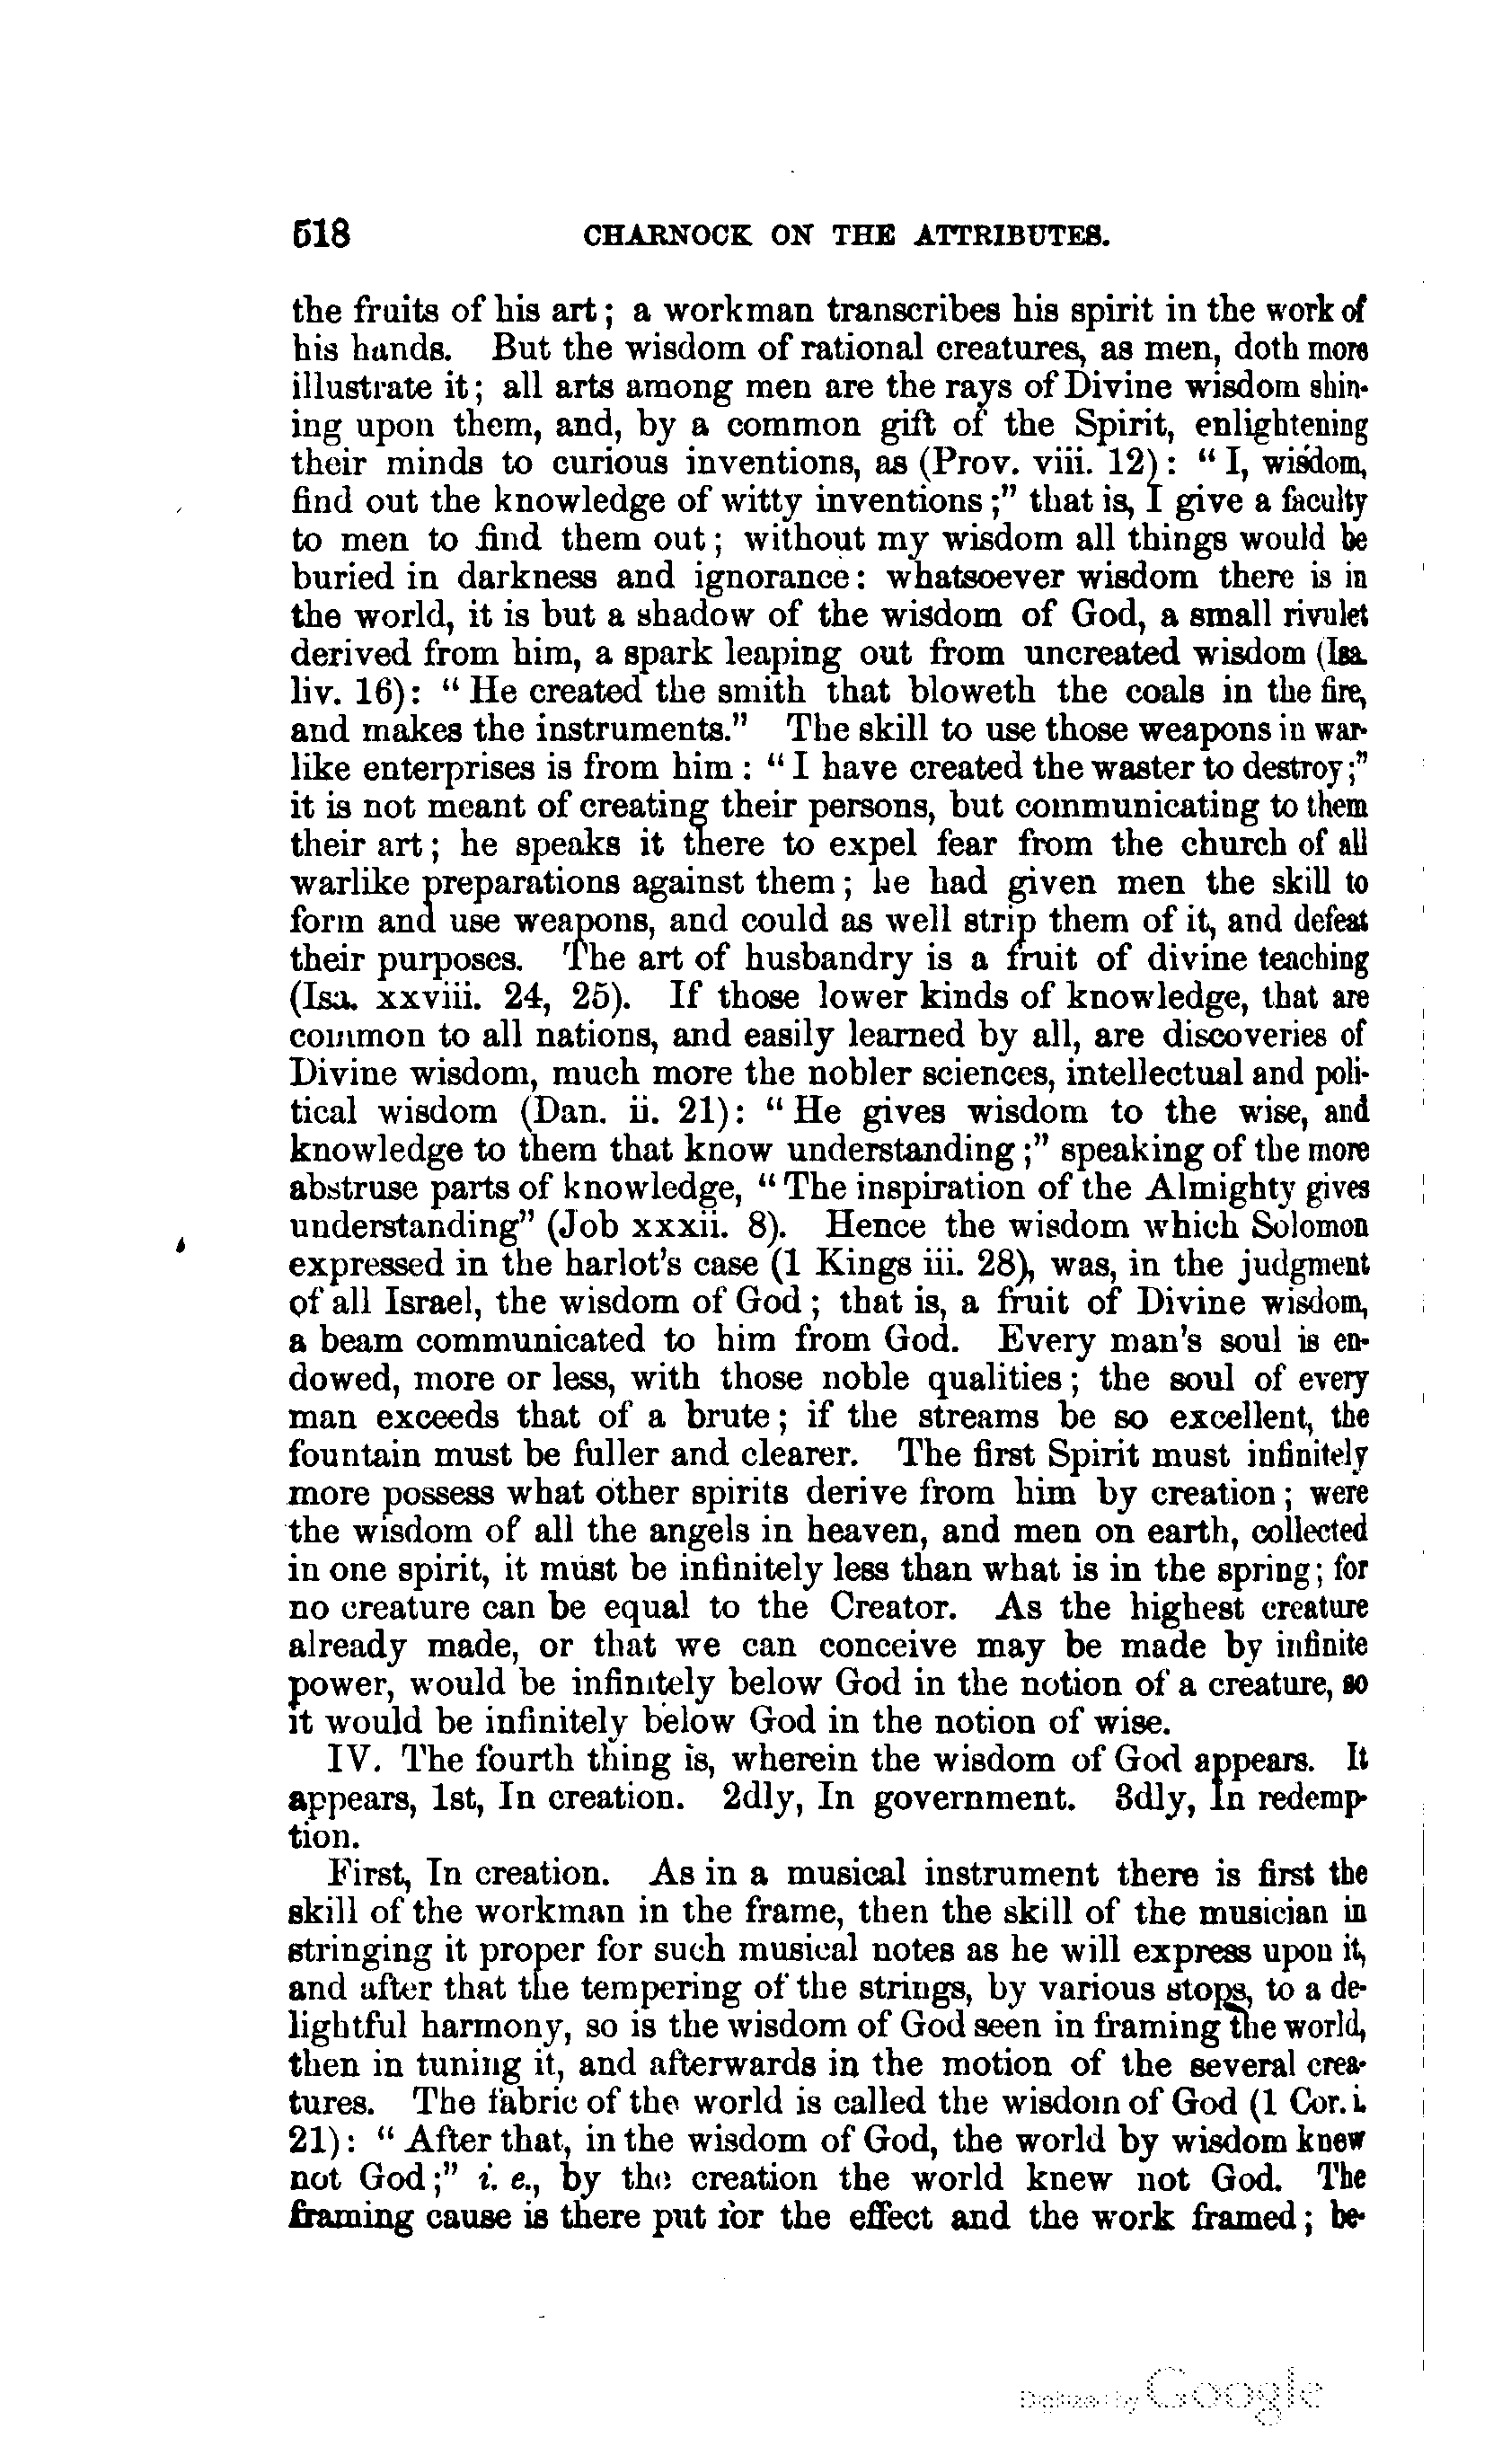 518 CHARNOCK ON THE ATTRIBUTES.
the fruits of his art; a workman transcribes his spirit in the work of
his hands. But the wisdom of rational creatures, as men, doth more
illustrate it; all arts among men are the rays of Divine wisdom shin-
ing upon them, and, by a common gift of the Spirit, enlightening
their minds to curious inventions, as (Prov. viii. 12): "I, wisdom,
find out the knowledge of witty inventions;" that is, I give a faculty
to men to find them out; without my wisdom all things would be
buried in darkness and ignorance: whatsoever wisdom there is in
the world, it is but a shadow of the wisdom of God, a small rivulet
derived from him, a spark leaping out from uncreated wisdom (Isa.
liv. 16): "He created the smith that bloweth the coals in the fire,
and makes the instruments." The skill to use those weapons in war-
like enterprises is from him: "I have created the waster to destroy;"
it is not meant of creating their persons, but communicating to them
their art; he speaks it there to expel fear from the church of all
warlike preparations against them; he had given men the skill to
form and use weapons, and could as well strip them of it, and defeat
their purposes. The art of husbandry is a fruit of divine teaching
(Isa. xxviii. 24, 25). If those lower kinds of knowledge, that are
common to all nations, and easily learned by all, are discoveries of
Divine wisdom, much more the nobler sciences, intellectual and poli-
tical wisdom (Dan. ii. 21): "He gives wisdom to the wise, and
knowledge to them that know understanding;" speaking of the more
abstruse parts of knowledge, "The inspiration of the Almighty gives
understanding" (Job xxxii. 8). Hence the wisdom which Solomon
expressed in the harlot's case (1 Kings iii. 28), was, in the judgment
of all Israel, the wisdom of God; that is, a fruit of Divine wisdom,
a beam communicated to him from God. Every man's soul is en-
dowed, more or less, with those noble qualities; the soul of every
man exceeds that of a brute; if the streams be so excellent, the
fountain must be fuller and clearer. The first Spirit must infinitely
more possess what other spirits derive from him by creation; were
the wisdom of all the angels in heaven, and men on earth, collected
in one spirit, it must be infinitely less than what is in the spring; for
no creature can be equal to the Creator. As the highest creature
already made, or that we can conceive may be made by infinite
power, would be infinitely below God in the notion of a creature, so
it would be infinitely below God in the notion of wise.
IV. The fourth thing is, wherein the wisdom of God appears. It
appears, 1st, In creation. 2dly, In government. 3dly, In redemp-
tion.
First, In creation. As in a musical instrument there is first the
skill of the workman in the frame, then the skill of the musician in
stringing it proper for such musical notes as he will express upon it,
and after that the tempering of the strings, by various stops, to a de-
lightful harmony, so is the wisdom of God seen in framing the world,
then in tuning it, and afterwards in the motion of the several crea-
tures. The fabric of the world is called the wisdom of God (1 Cor. i.
21): "After that, in the wisdom of God, the world by wisdom knew
not God;" i. e., by the creation the world knew not God. The
framing cause is there put for the effect and the work framed; be-
Digitized by Google